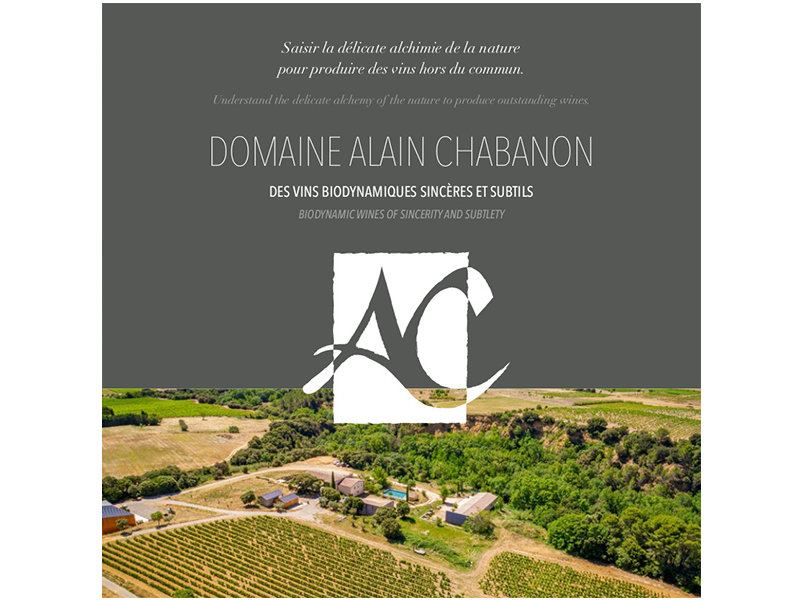 Saisir la délicate alchimie de la nature
pour produire des vins hors du commun.
Understand the delicate alchemy of the nature to produce outstanding wines.
DOMAINE ALAIN CHABANON
DES VINS BIODYNAMIQUES SINCÈRES ET SUBTILS
BIODYNAMIC WINES OF SINCERITY AND SUBTLETY
AC